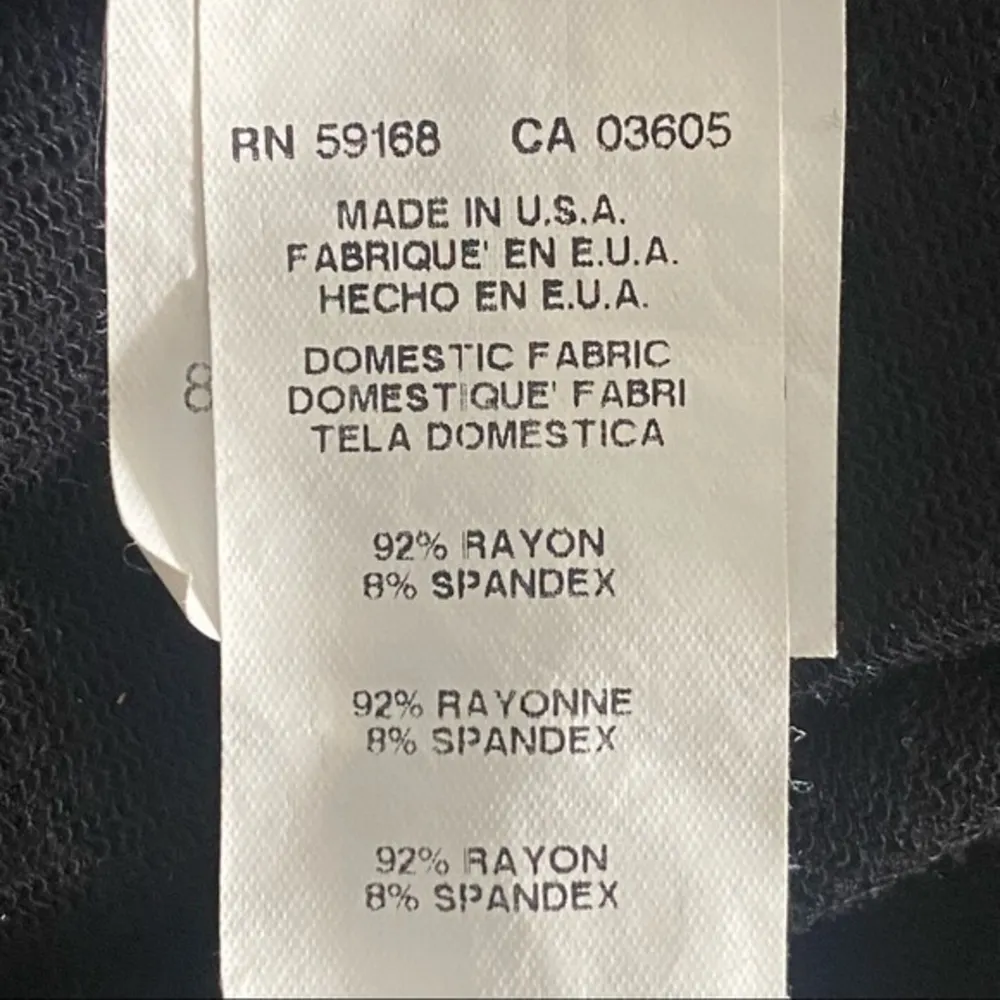 RN 59168 CA 03605
MADE IN U.S.A.
FABRIQUE' EN E.U.A.
HECHO EN E.U.A.
DOMESTIC FABRIC
DOMESTIQUE' FABRI
TELA DOMESTICA
8
92% RAYON
8% SPANDEX
92% RAYONNE
8% SPANDEX
92% RAYON
8% SPANDEX